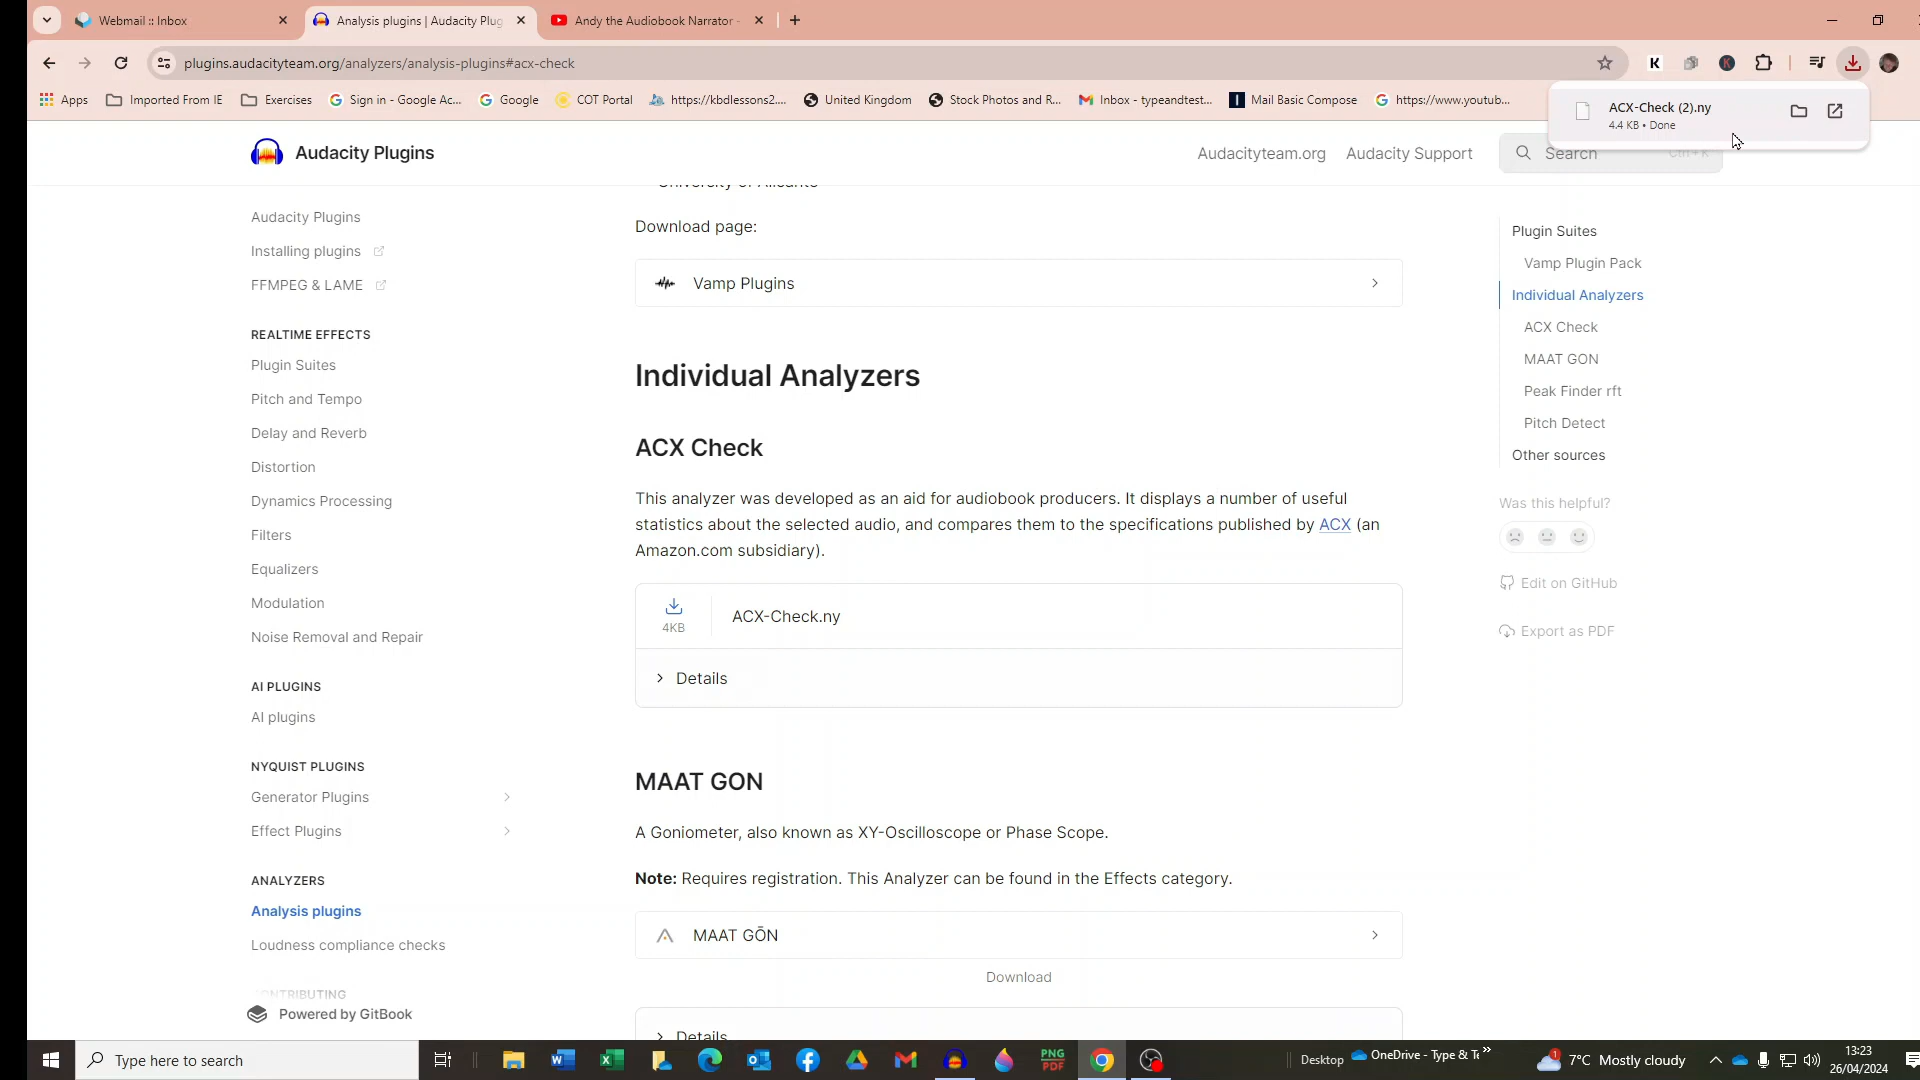 Webmail :: Inbox
Analysis plugins | Audacity Plug
Andy the Audiobook Narrator -
plugins.audacityteam.org/analyzers/analysis-plugins#acx-check
Apps
Imported From IE
Exercises
Sign in - Google Ac...
Google
COT Portal
https://kbdlessons2....
United Kingdom
Stock Photos and R...
Inbox - typeandtest...
Mail Basic Compose
https://www.youtub...
ACX-Check (2).ny
4.4 KB • Done
Audacity Plugins
Audacityteam.org
Audacity Support
Search
Ctrl+K
University of Alicante
Audacity Plugins
Installing plugins
FFMPEG & LAME
REALTIME EFFECTS
Plugin Suites
Pitch and Tempo
Delay and Reverb
Distortion
Dynamics Processing
Filters
Equalizers
Modulation
Noise Removal and Repair
AI PLUGINS
AI plugins
NYQUIST PLUGINS
Generator Plugins
Effect Plugins
ANALYZERS
Analysis plugins
Loudness compliance checks
CONTRIBUTING
Powered by GitBook
Download page:
Vamp Plugins
Individual Analyzers
ACX Check
This analyzer was developed as an aid for audiobook producers. It displays a number of useful
statistics about the selected audio, and compares them to the specifications published by ACX (an
Amazon.com subsidiary).
4KB
ACX-Check.ny
Details
MAAT GON
A Goniometer, also known as XY-Oscilloscope or Phase Scope.
Note: Requires registration. This Analyzer can be found in the Effects category.
MAAT GŌN
Download
Details
Plugin Suites
Vamp Plugin Pack
Individual Analyzers
ACX Check
MAAT GON
Peak Finder rft
Pitch Detect
Other sources
Was this helpful?
Edit on GitHub
Export as PDF
Type here to search
PNG
PDF
Desktop
OneDrive - Type & Te
1
7°C Mostly cloudy
13:23
26/04/2024